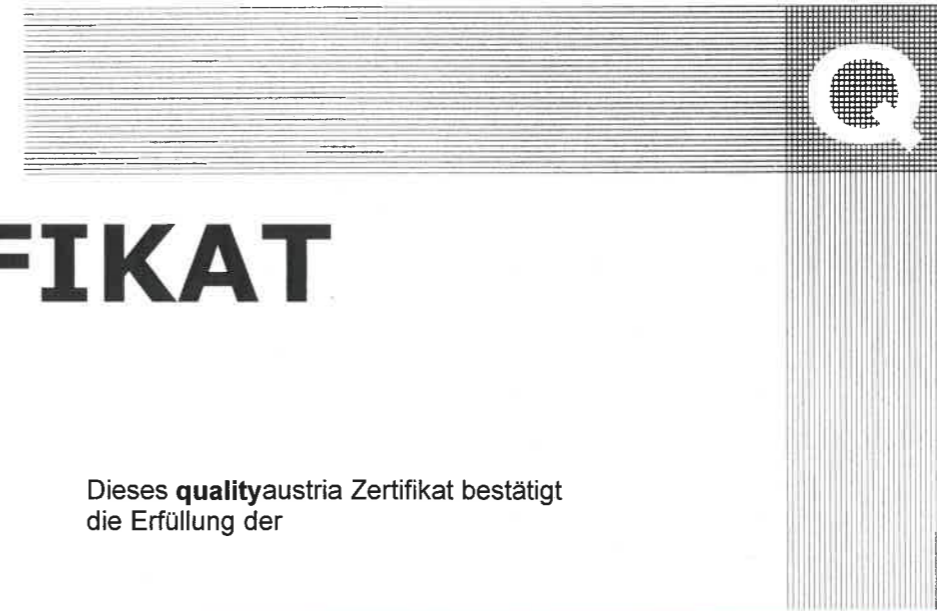 Q
FIKAT
Dieses qualityaustria Zertifikat bestätigt
die Erfüllung der